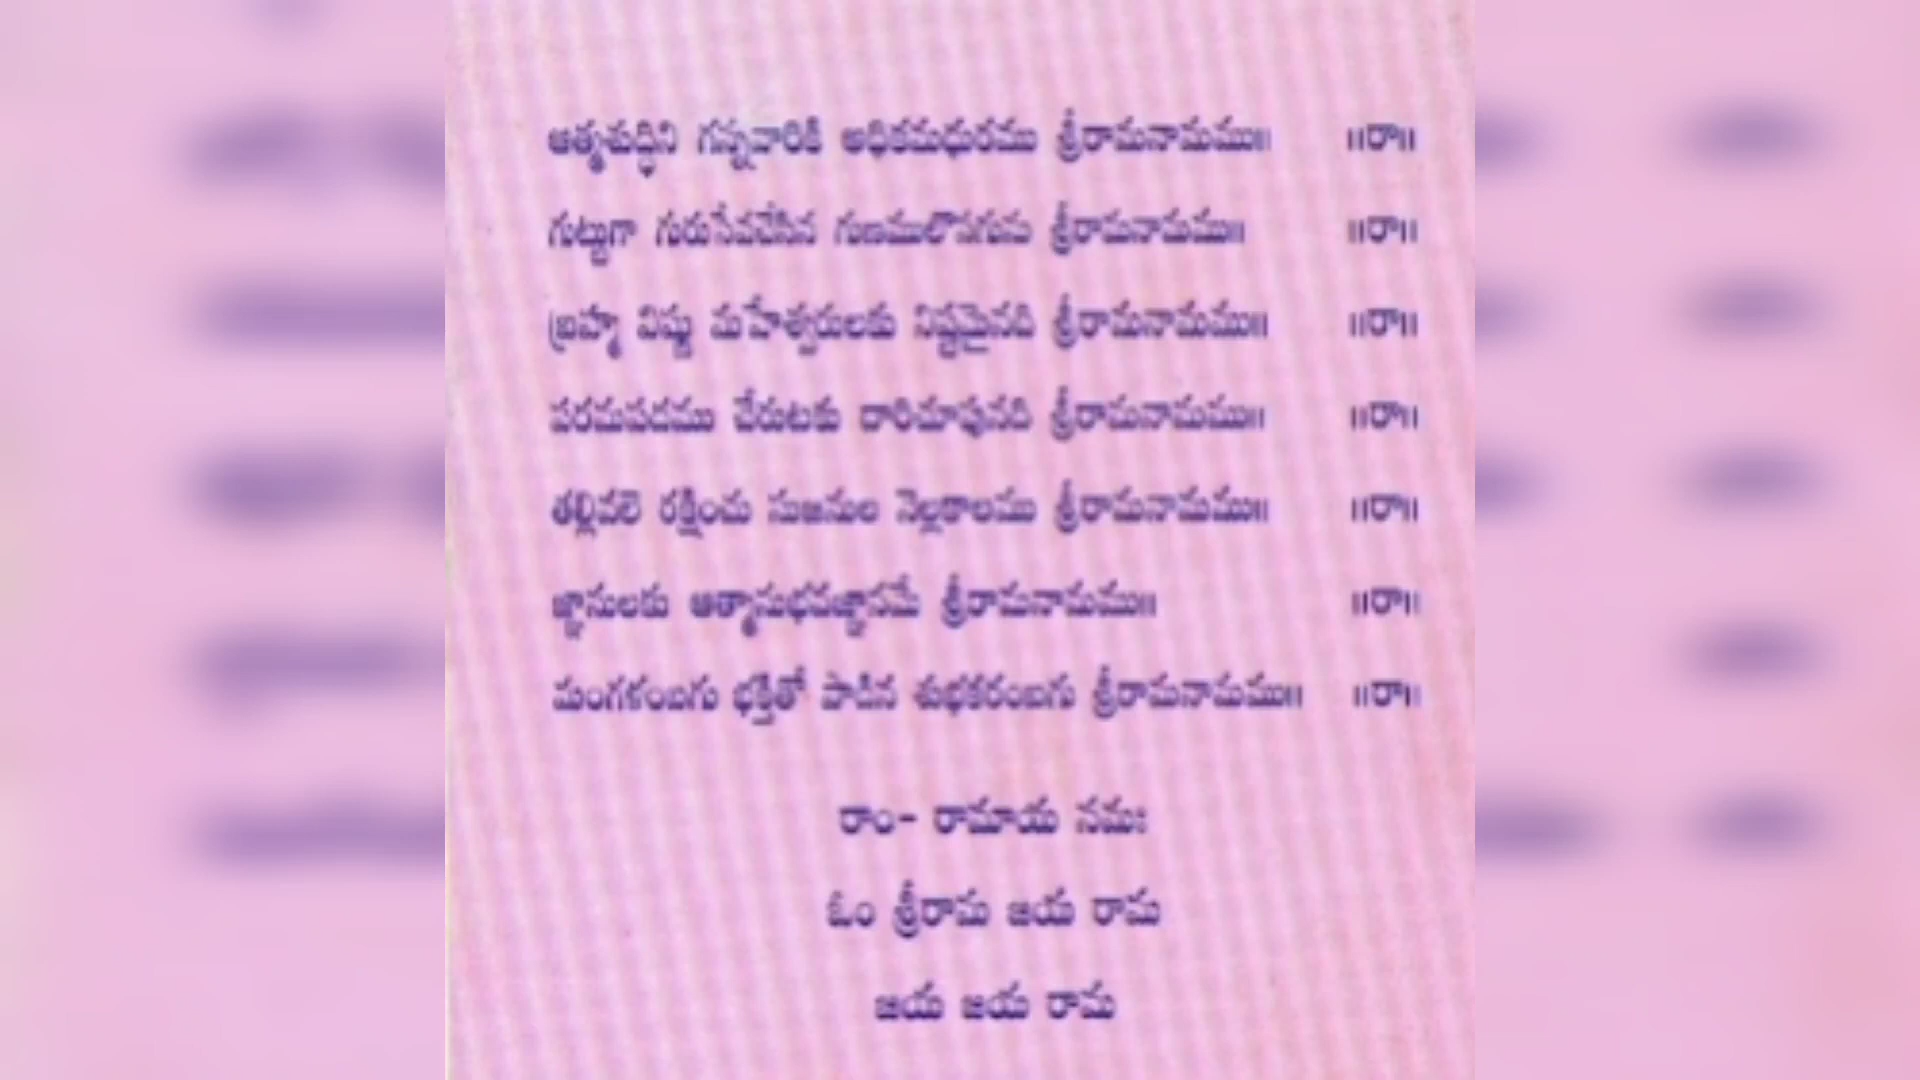 ఆత్మశుద్ధిని గన్నవారికి అధికమధురము శ్రీరామనామము॥ ॥రా॥
గుట్టుగా గురుసేవచేసిన గుణములొసగును శ్రీరామనామము॥ ॥రా॥
బ్రహ్మ విష్ణు మహేశ్వరులకు నిష్టమైనది శ్రీరామనామము॥ ॥రా॥
పరమపదము చేరుటకు దారిచూపునది శ్రీరామనామము॥ ॥రా॥
తల్లివలె రక్షించు సుజనుల నెల్లకాలము శ్రీరామనామము॥ ॥రా॥
జ్ఞానులకు ఆత్మానుభవజ్ఞానమే శ్రీరామనామము॥ ॥రా॥
మంగళంబగు భక్తితో పాడిన శుభకరంబగు శ్రీరామనామము॥ ॥రా॥
రాం- రామాయ నమః
ఓం శ్రీరామ జయ రామ
జయ జయ రామ